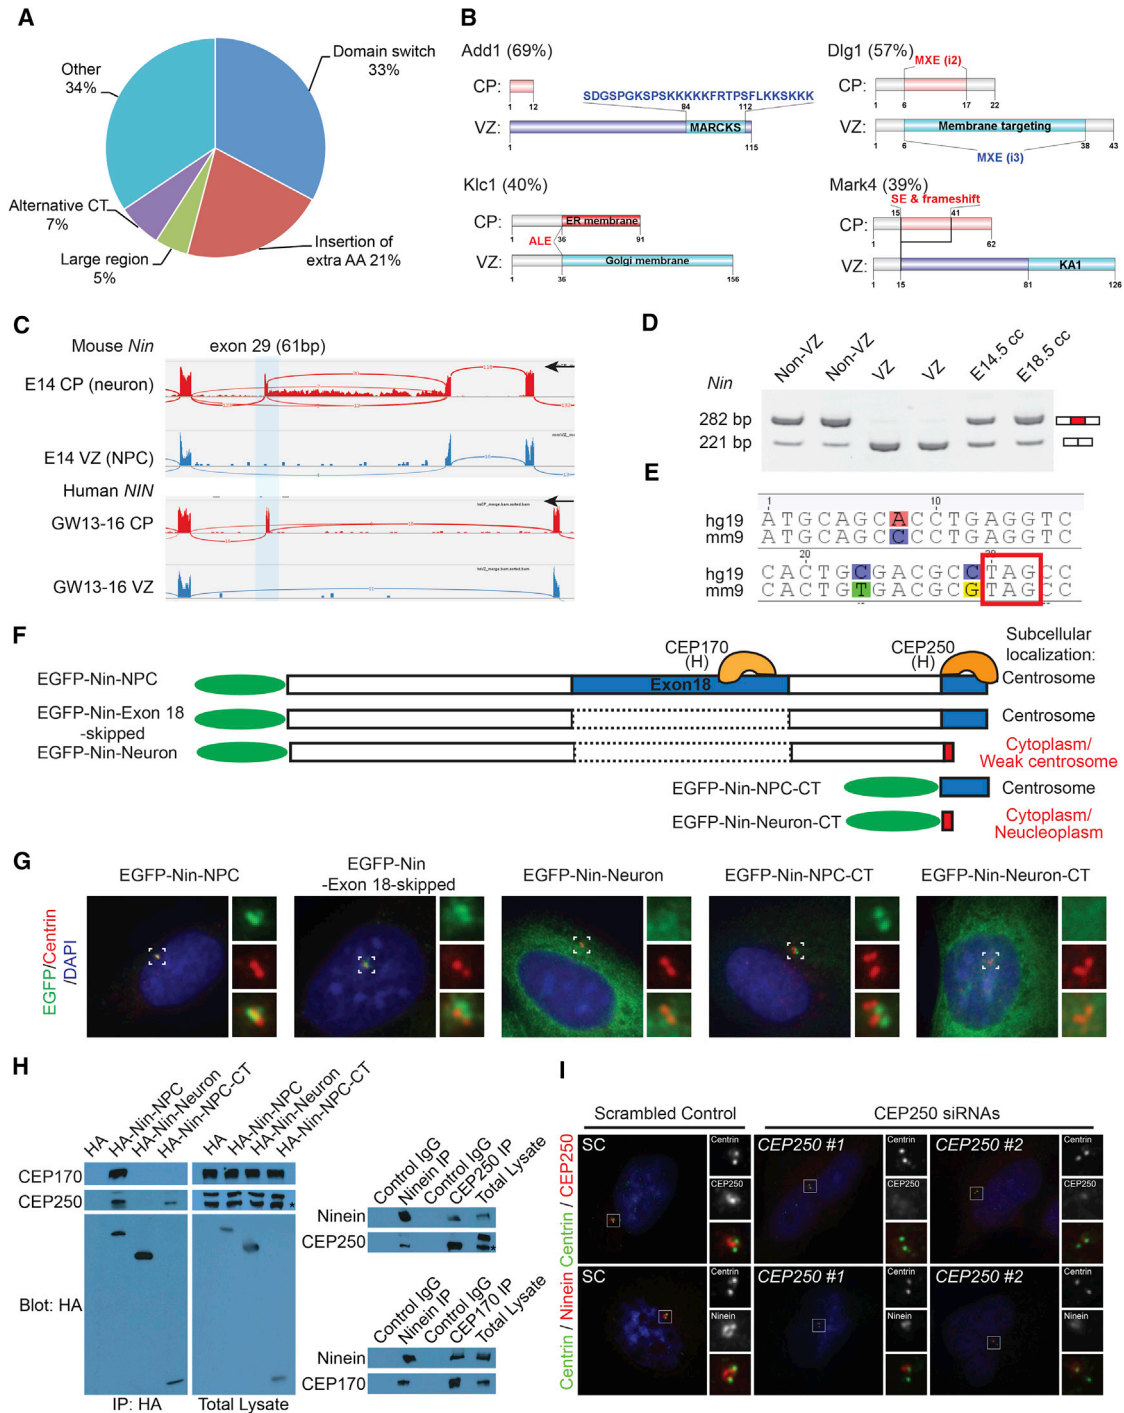 A
Domain switch
33%
Other
34%
Alternative CT
7%
Large region
5%
Insertion of
extra AA 21%
B
Add1 (69%)
CP:
1 12
SDGSPGKSPSKKKKKFRTPSFLKKSKKK
84 112
VZ:
MARCKS
1 115
Dlg1 (57%)
MXE (i2)
CP:
1 6 17 22
VZ:
Membrane targeting
1 6 38 43
MXE (i3)
Klc1 (40%)
CP:
ER membrane
1 36 91
ALE
VZ:
Golgi membrane
1 36 156
Mark4 (39%)
SE & frameshift
15 41
CP:
1 62
VZ:
KA1
1 15 81 126
C
Mouse Nin
exon 29 (61bp)
E14 CP (neuron)
E14 VZ (NPC)
Human NIN
GW13-16 CP
GW13-16 VZ
D
Nin
Non-VZ
Non-VZ
VZ
VZ
E14.5 cc
E18.5 cc
282 bp
221 bp
E
1 10
hg19 ATGCAGCACCTGAGGTC
mm9 ATGCAGCCCCTGAGGTC
20
hg19 CACTGCGACGCCTAGCC
mm9 CACTGTGACGCGTAGCC
F
CEP170
(H)
CEP250
(H)
Subcellular
localization:
EGFP-Nin-NPC
Exon18
Centrosome
EGFP-Nin-Exon 18
-skipped
Centrosome
EGFP-Nin-Neuron
Cytoplasm/
Weak centrosome
EGFP-Nin-NPC-CT
Centrosome
EGFP-Nin-Neuron-CT
Cytoplasm/
Neucleoplasm
G
EGFP-Nin-NPC
EGFP-Nin
-Exon 18-skipped
EGFP-Nin-Neuron
EGFP-Nin-NPC-CT
EGFP-Nin-Neuron-CT
EGFP/Centrin
/DAPI
H
HA
HA-Nin-NPC
HA-Nin-Neuron
HA-Nin-NPC-CT
HA
HA-Nin-NPC
HA-Nin-Neuron
HA-Nin-NPC-CT
CEP170
CEP250
*
Blot: HA
IP: HA
Total Lysate
Control IgG
Ninein IP
Control IgG
CEP250 IP
Total Lysate
Ninein
CEP250
*
Control IgG
Ninein IP
Control IgG
CEP170 IP
Total Lysate
Ninein
CEP170
I
Scrambled Control
CEP250 siRNAs
Centrin / CEP250
SC
Centrin
CEP250
CEP250 #1
Centrin
CEP250
CEP250 #2
Centrin
CEP250
Centrin / Ninein
SC
Centrin
Ninein
CEP250 #1
Centrin
Ninein
CEP250 #2
Centrin
Ninein